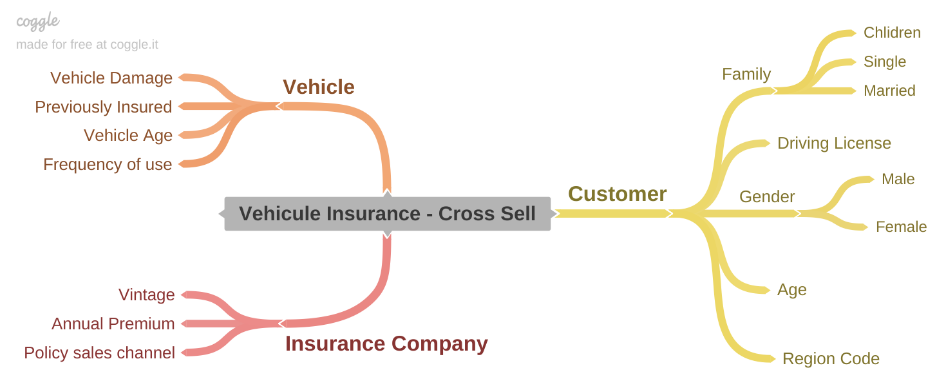 coggle
made for free at coggle.it
Vehicule Insurance - Cross Sell
Vehicle
Vehicle Damage
Previously Insured
Vehicle Age
Frequency of use
Insurance Company
Vintage
Annual Premium
Policy sales channel
Customer
Family
Chlidren
Single
Married
Driving License
Gender
Male
Female
Age
Region Code